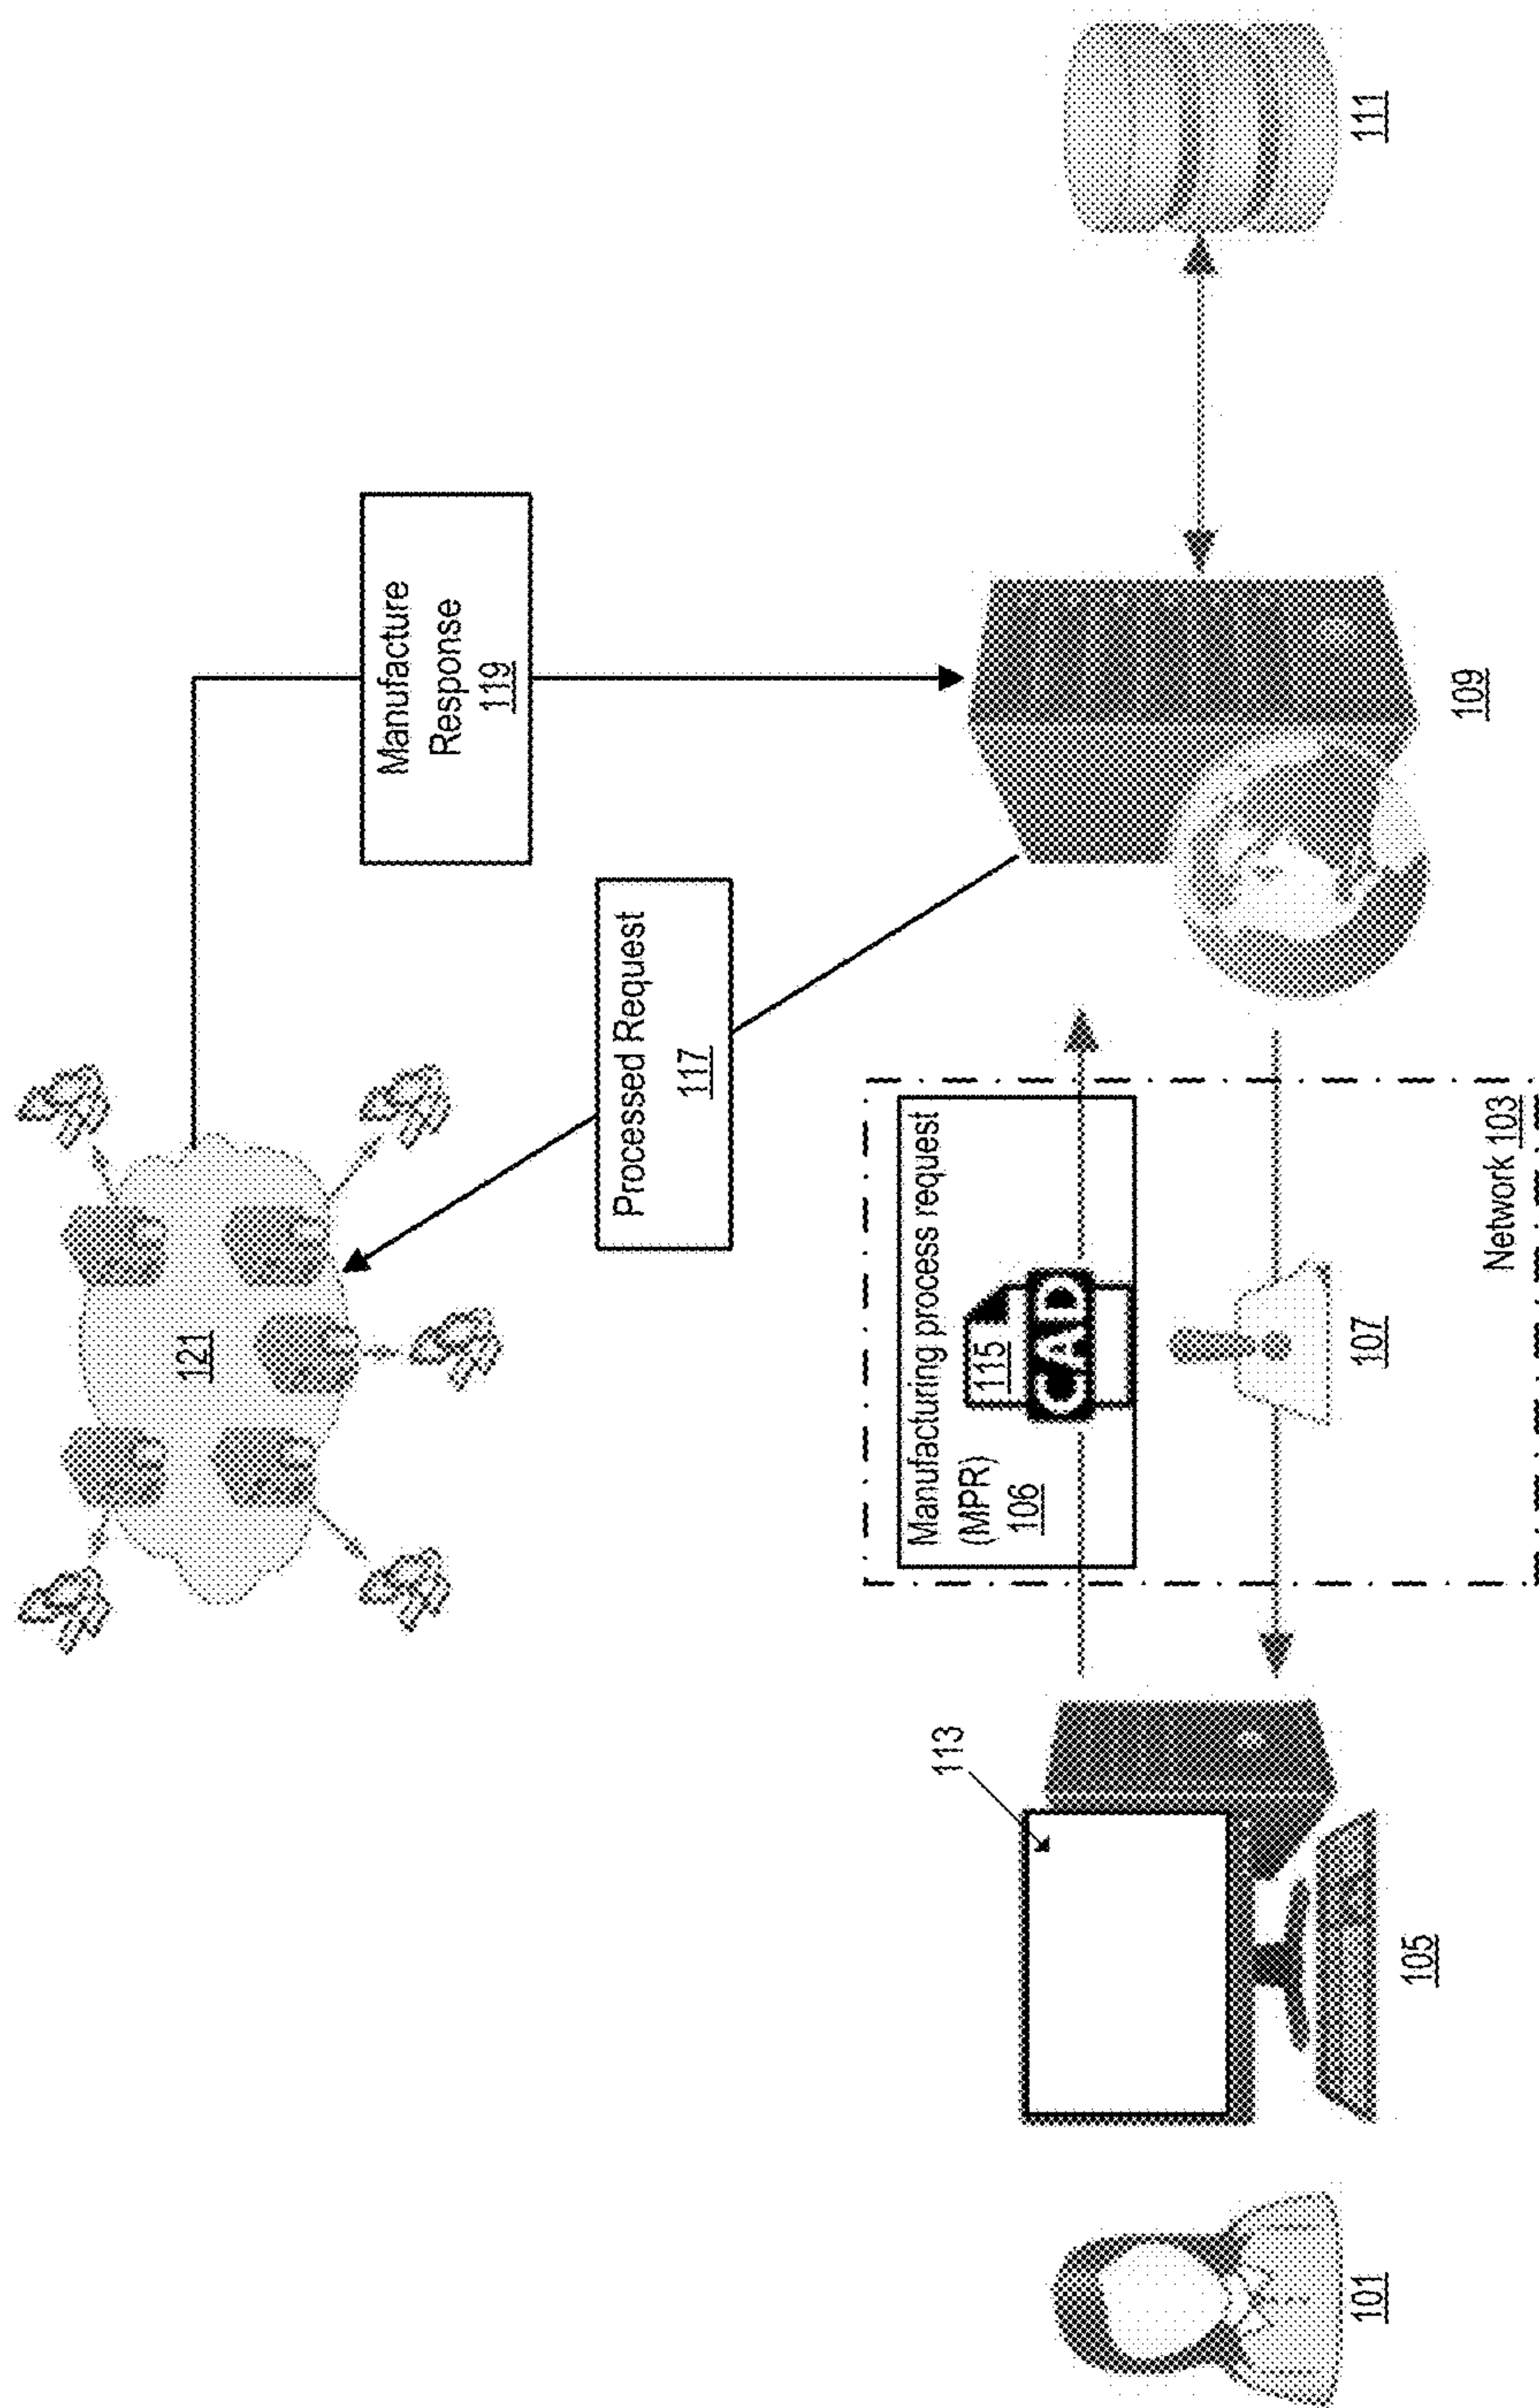 121
Manufacture
Response
119
Processed Request
117
Manufacturing process request
(MPR)
106
115
CAD
113
107
Network 103
101
105
109
111